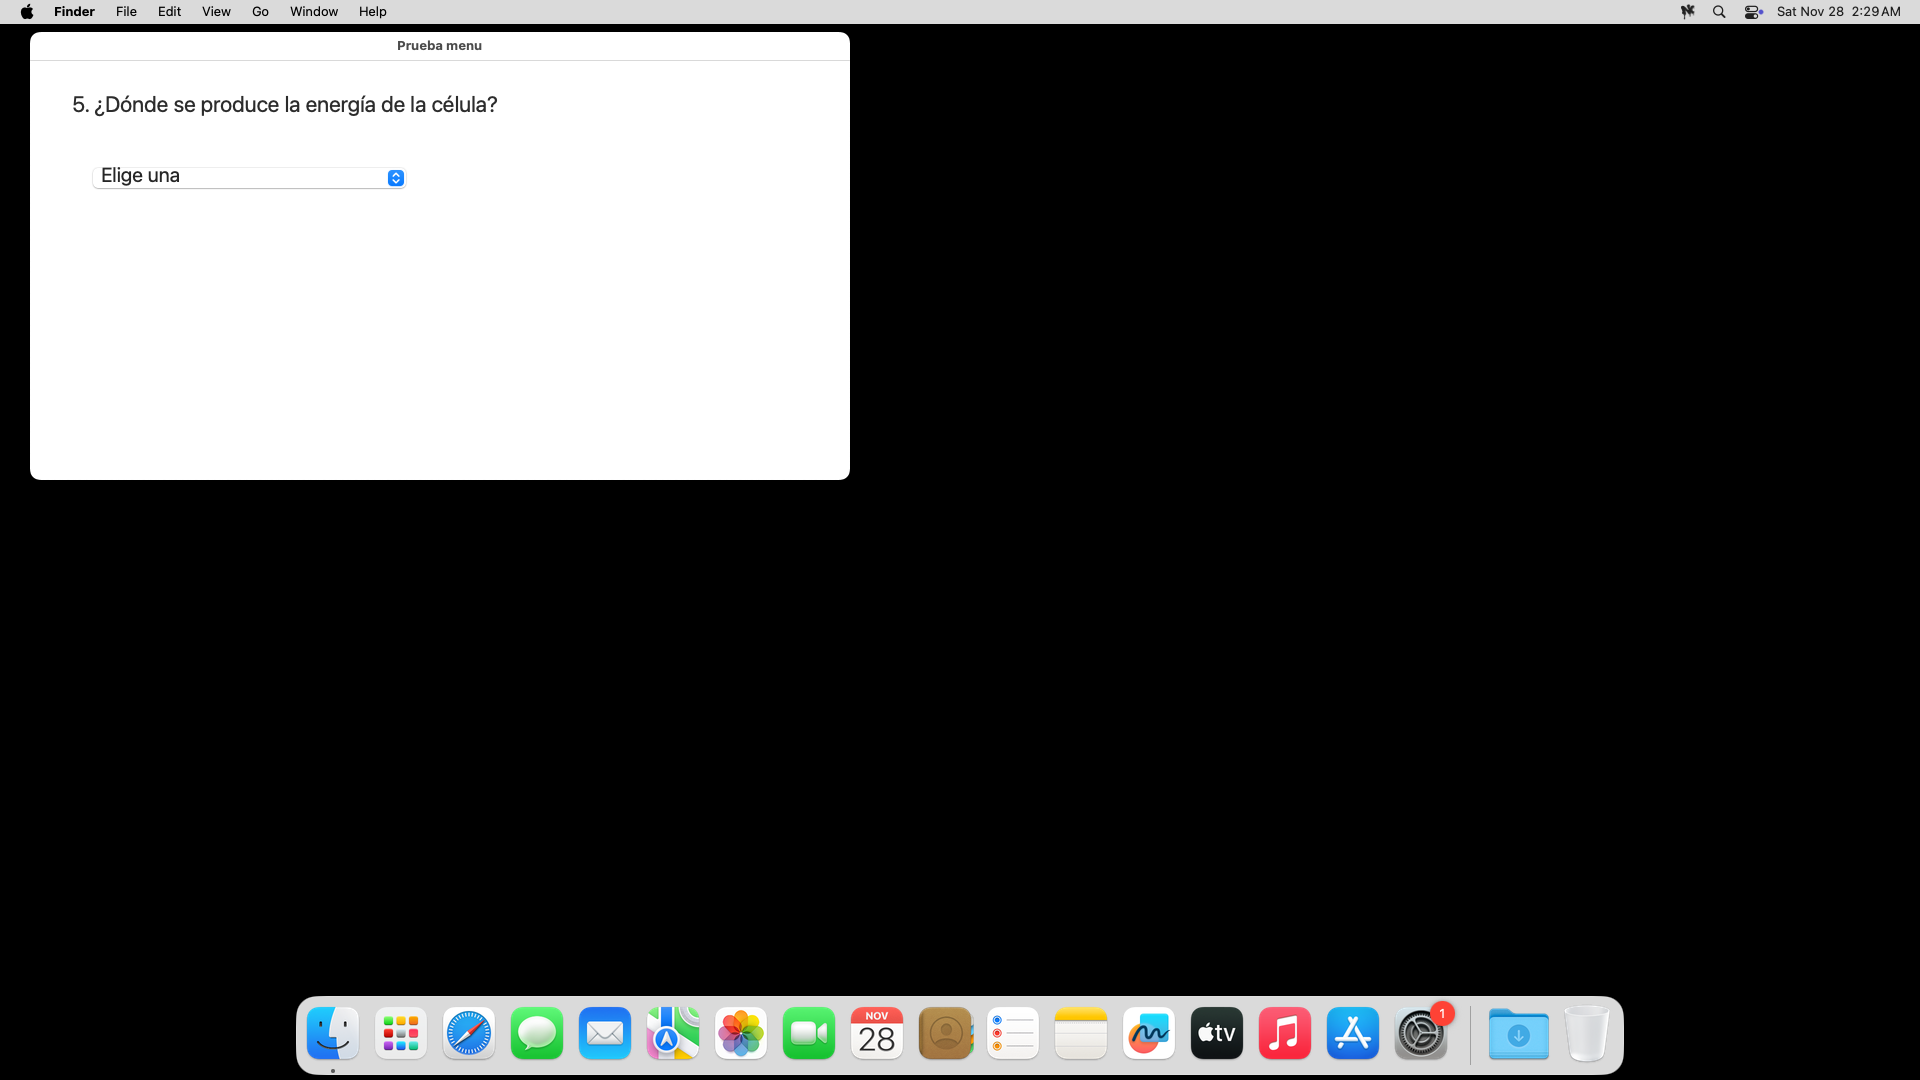 Finder File Edit View Go Window Help Sat Nov 28 2:29 AM
Prueba menu
5. ¿Dónde se produce la energía de la célula?
Elige una
NOV
28
tv
1